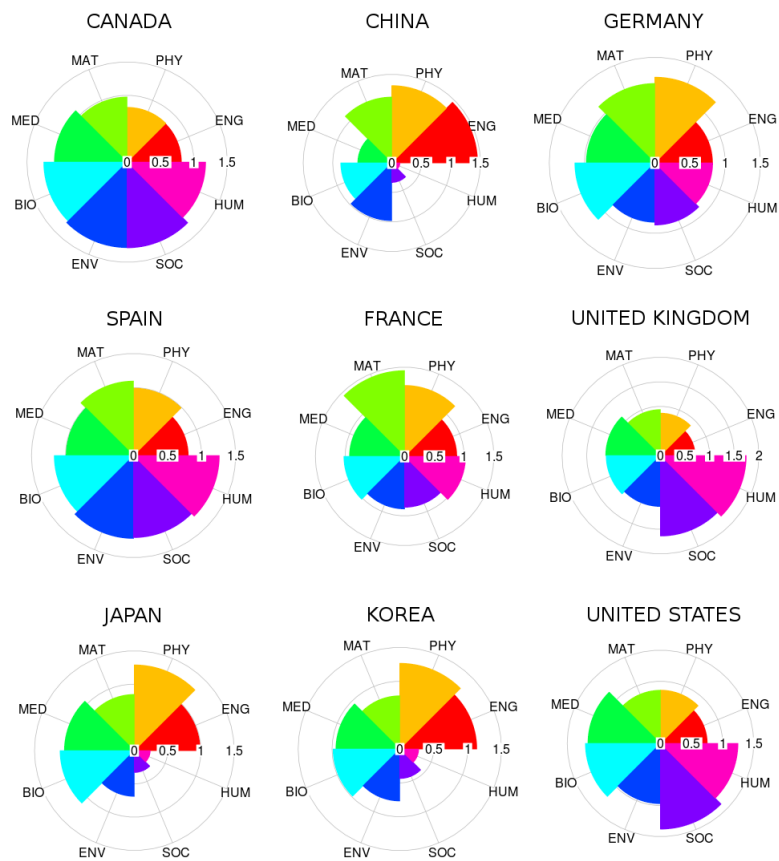 CANADA CHINA GERMANY
MAT PHY MAT PHY MAT PHY
MED ENG MED ENG MED ENG
0 0.5 1 1.5 0 0.5 1 1.5 0 0.5 1 1.5
BIO HUM BIO HUM BIO HUM
ENV SOC ENV SOC ENV SOC
SPAIN FRANCE UNITED KINGDOM
MAT PHY MAT PHY MAT PHY
MED ENG MED ENG MED ENG
0 0.5 1 1.5 0 0.5 1 1.5 0 0.5 1 1.5 2
BIO HUM BIO HUM BIO HUM
ENV SOC ENV SOC ENV SOC
JAPAN KOREA UNITED STATES
MAT PHY MAT PHY MAT PHY
MED ENG MED ENG MED ENG
0 0.5 1 1.5 0 0.5 1 1.5 0 0.5 1 1.5
BIO HUM BIO HUM BIO HUM
ENV SOC ENV SOC ENV SOC